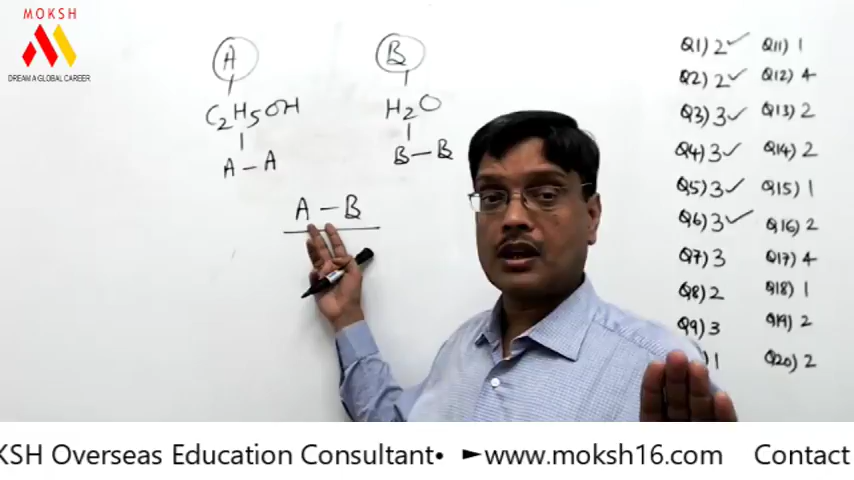 MOKSH
DREAM A GLOBAL CAREER
A B
C₂H₅OH H₂O
A — A B — B
A — B
Q1) 2 ✓ Q11) 1
Q2) 2 ✓ Q12) 4
Q3) 3 ✓ Q13) 2
Q4) 3 ✓ Q14) 2
Q5) 3 ✓ Q15) 1
Q6) 3 ✓ Q16) 2
Q7) 3 Q17) 4
Q8) 2 Q18) 1
Q9) 3 Q19) 2
) 1 Q20) 2
KSH Overseas Education Consultant• ►www.moksh16.com Contact